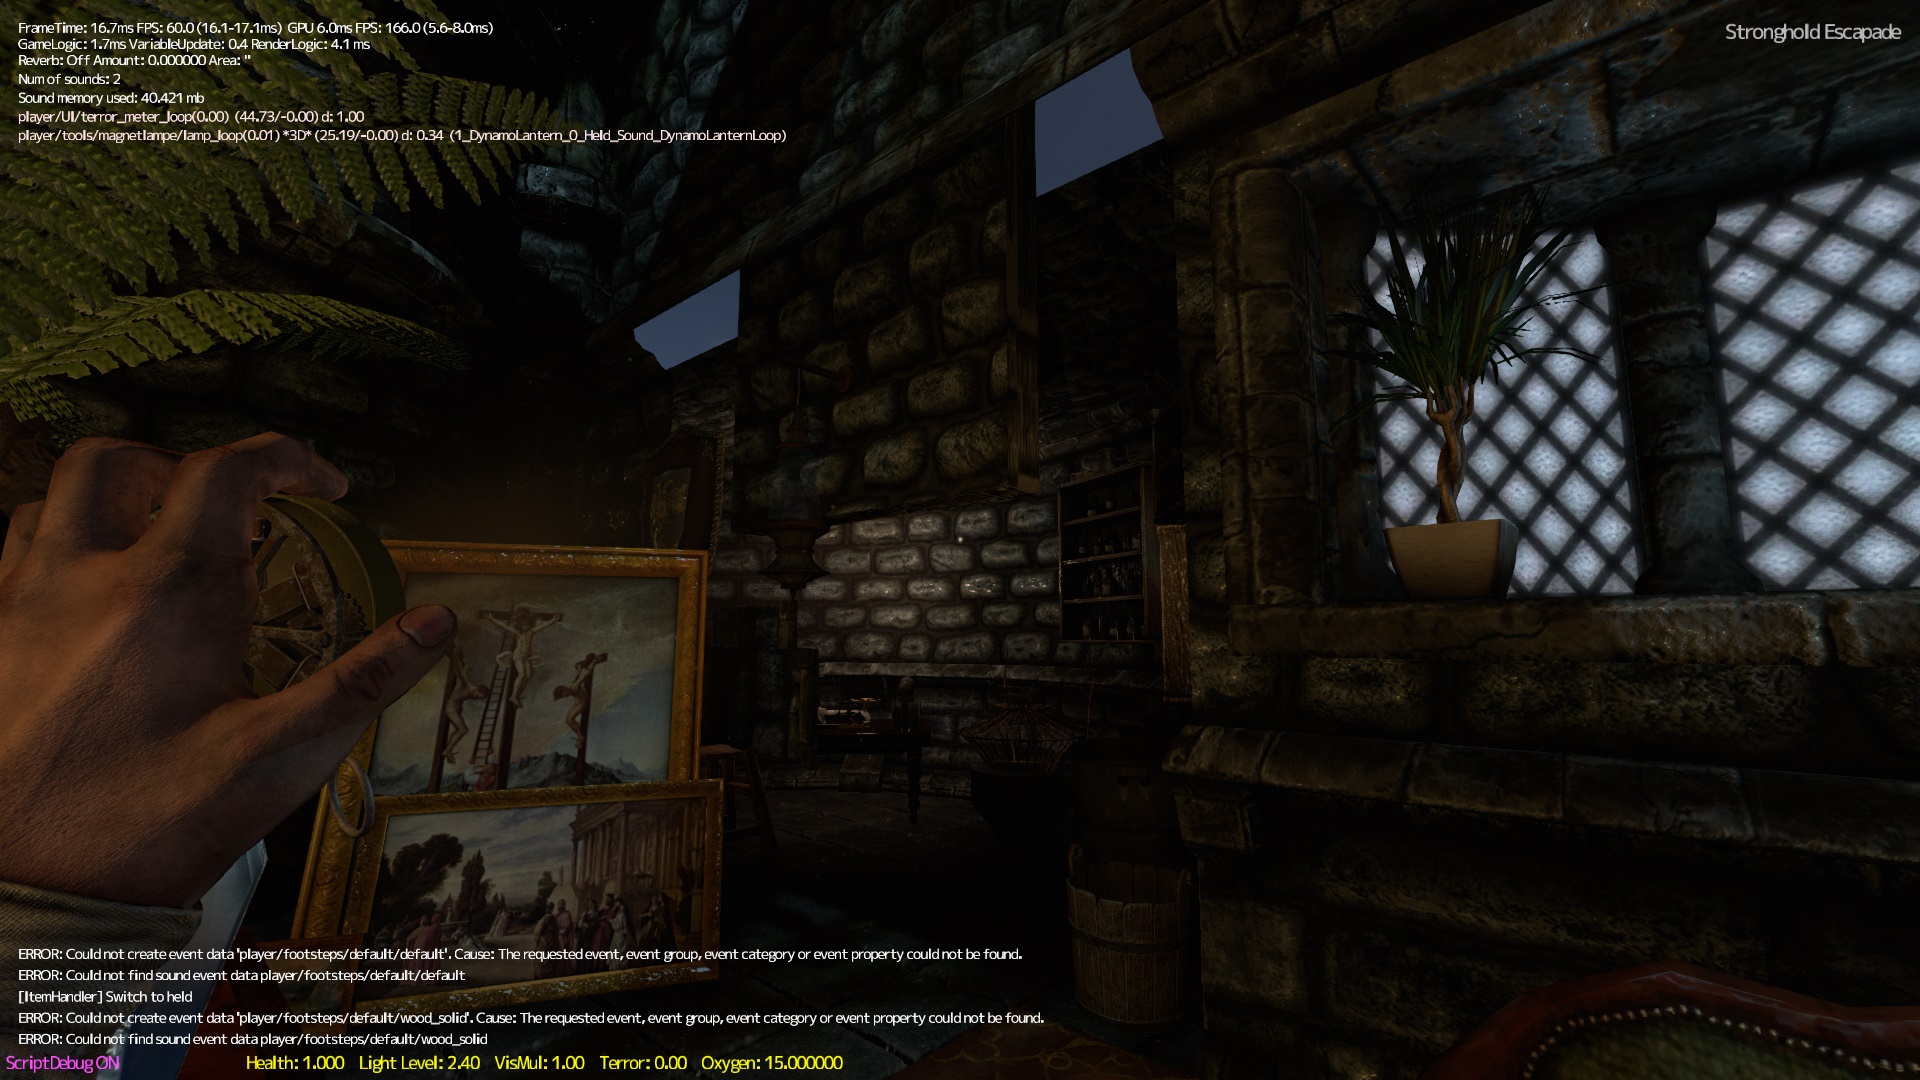 FrameTime: 16.7ms FPS: 60.0 (16.1-17.1ms)  GPU 6.0ms FPS: 166.0 (5.6-8.0ms)
Stronghold Escapade
GameLogic: 1.7ms VariableUpdate: 0.4 RenderLogic: 4.1 ms
Reverb: Off Amount: 0.000000 Area: ''
Num of sounds: 2
Sound memory used: 40.421 mb
player/UI/terror_meter_loop(0.00)  (44.73/-0.00) d: 1.00
player/tools/magnetlampe/lamp_loop(0.01) *3D* (25.19/-0.00) d: 0.34  (1_DynamoLantern_0_Held_Sound_DynamoLanternLoop)
ERROR: Could not create event data 'player/footsteps/default/default'. Cause: The requested event, event group, event category or event property could not be found.
ERROR: Could not find sound event data player/footsteps/default/default
[ItemHandler] Switch to held
ERROR: Could not create event data 'player/footsteps/default/wood_solid'. Cause: The requested event, event group, event category or event property could not be found.
ERROR: Could not find sound event data player/footsteps/default/wood_solid
ScriptDebug ON
Health: 1.000   Light Level: 2.40   VisMul: 1.00   Terror: 0.00   Oxygen: 15.000000